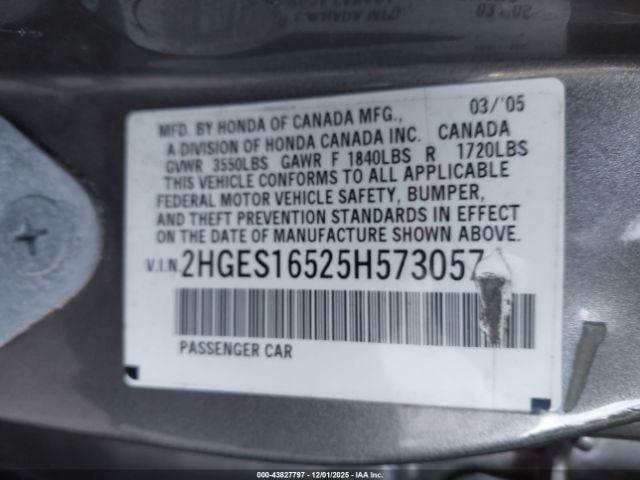 03/'05
MFD. BY HONDA OF CANADA MFG.,
A DIVISION OF HONDA CANADA INC. CANADA
GVWR 3550LBS GAWR F 1840LBS R 1720LBS
THIS VEHICLE CONFORMS TO ALL APPLICABLE
FEDERAL MOTOR VEHICLE SAFETY, BUMPER,
AND THEFT PREVENTION STANDARDS IN EFFECT
ON THE DATE OF MANUFACTURE SHOWN ABOVE.
V.I.N. 2HGES16525H573057
PASSENGER CAR
000-43827797 - 12/01/2025 - IAA Inc.